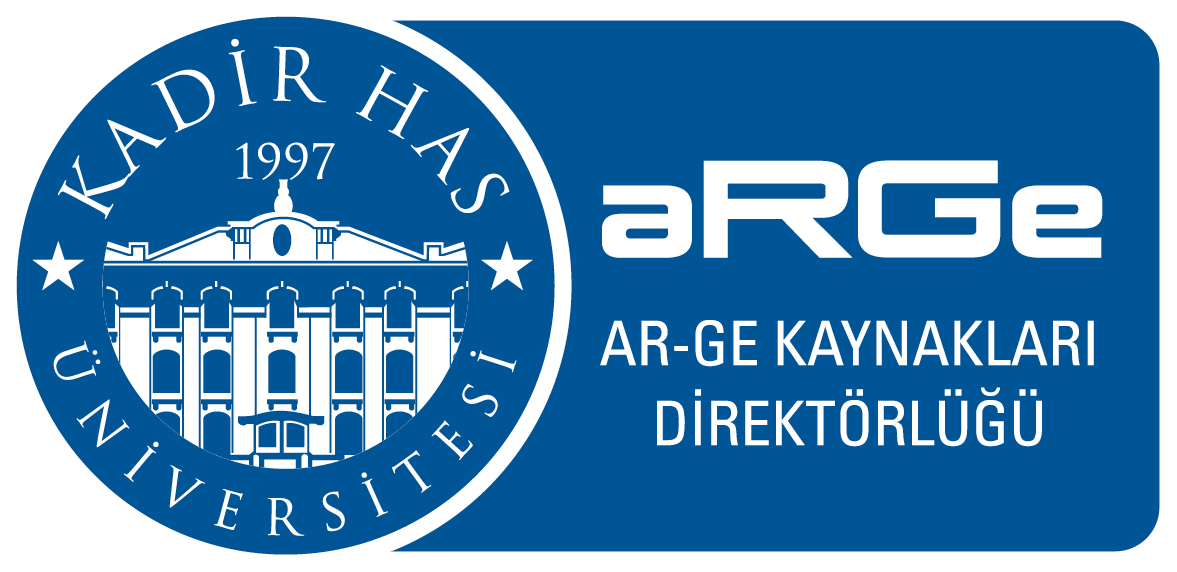 KADİR HAS
1997
ÜNİVERSİTESİ
aRGe
AR-GE KAYNAKLARI
DİREKTÖRLÜĞÜ